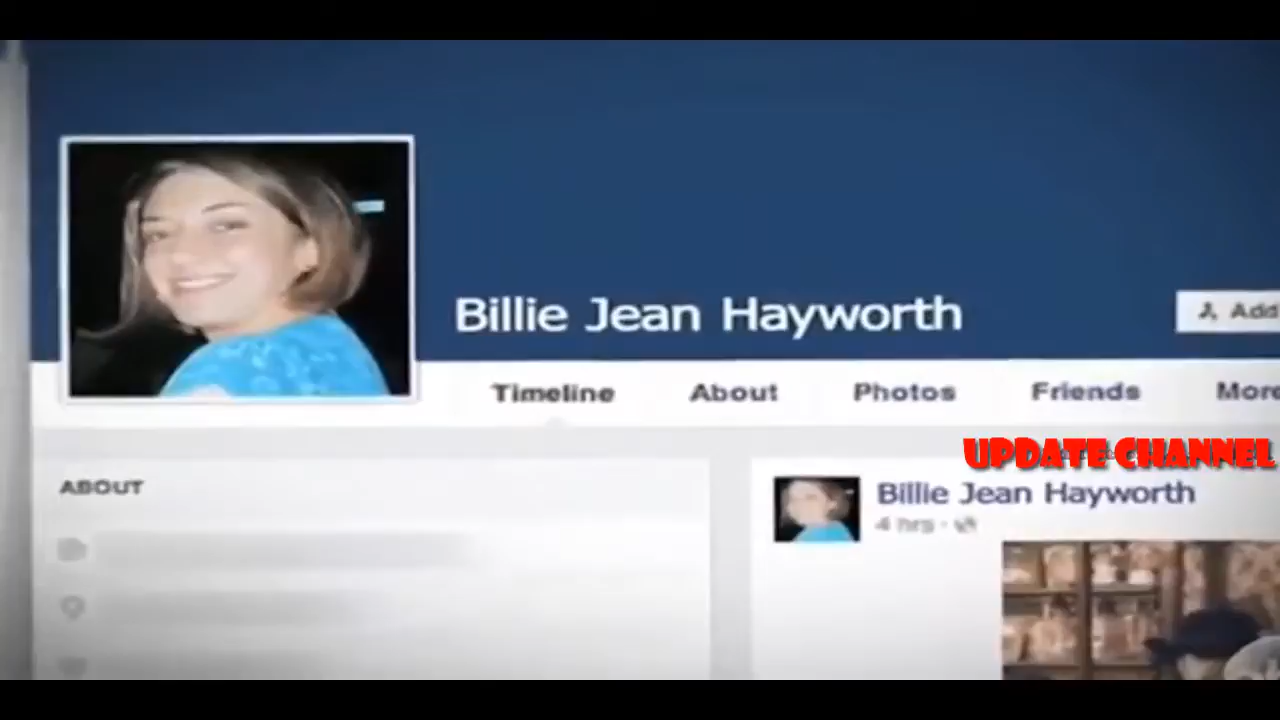 Billie Jean Hayworth
Add
Timeline About Photos Friends More
UPDATE CHANNEL
ABOUT
Billie Jean Hayworth
4 hrs